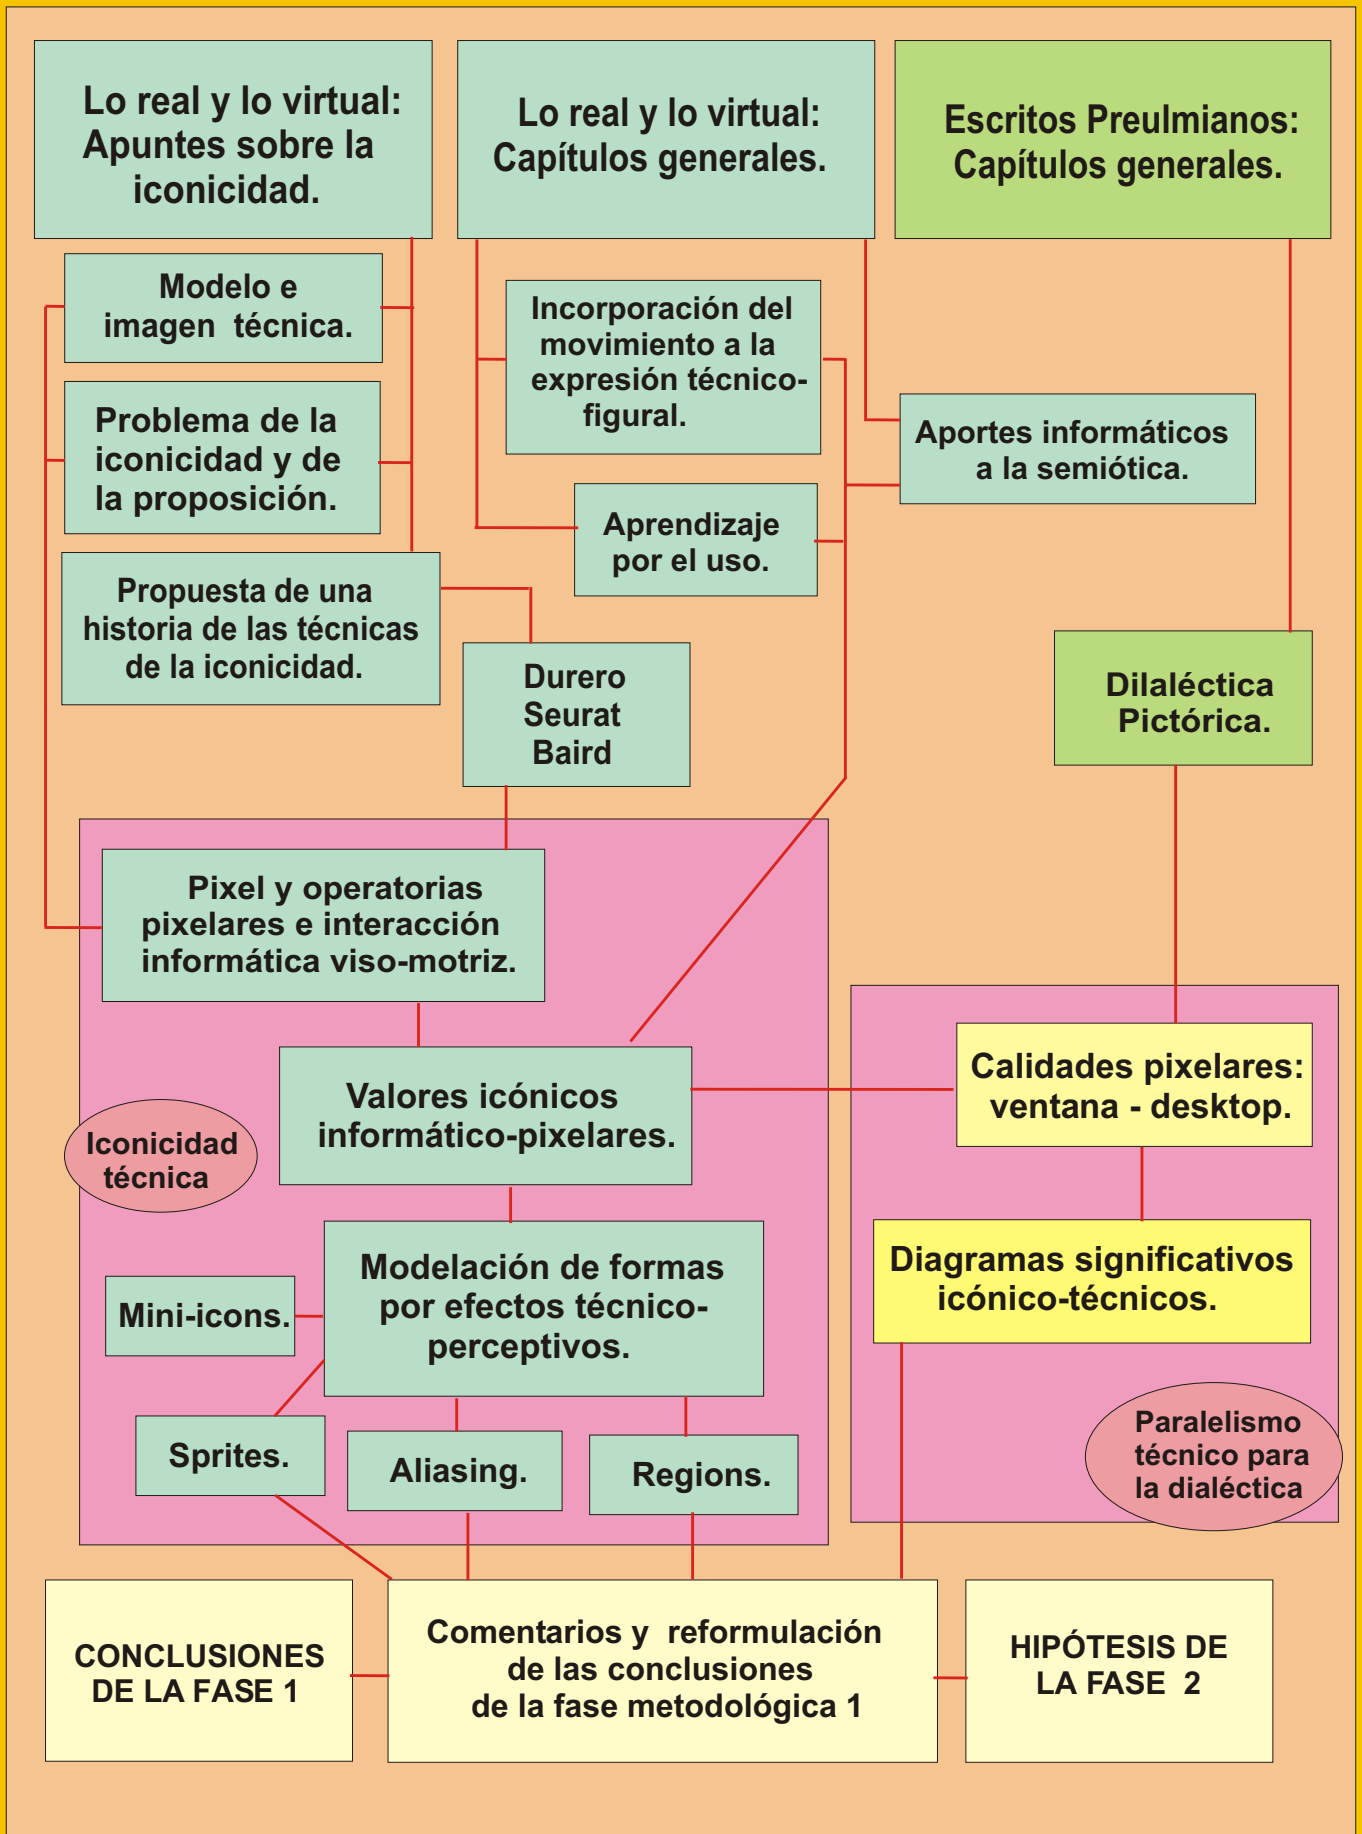 Lo real y lo virtual:
Apuntes sobre la
iconicidad.
Lo real y lo virtual:
Capítulos generales.
Escritos Preulmianos:
Capítulos generales.
Modelo e
imagen técnica.
Incorporación del
movimiento a la
expresión técnico-
figural.
Problema de la
iconicidad y de
la proposición.
Aportes informáticos
a la semiótica.
Aprendizaje
por el uso.
Propuesta de una
historia de las técnicas
de la iconicidad.
Durero
Seurat
Baird
Dilaléctica
Pictórica.
Pixel y operatorias
pixelares e interacción
informática viso-motriz.
Valores icónicos
informático-pixelares.
Calidades pixelares:
ventana - desktop.
Iconicidad
técnica
Modelación de formas
por efectos técnico-
perceptivos.
Diagramas significativos
icónico-técnicos.
Mini-icons.
Sprites.
Aliasing.
Regions.
Paralelismo
técnico para
la dialéctica
CONCLUSIONES
DE LA FASE 1
Comentarios y reformulación
de las conclusiones
de la fase metodológica 1
HIPÓTESIS DE
LA FASE 2